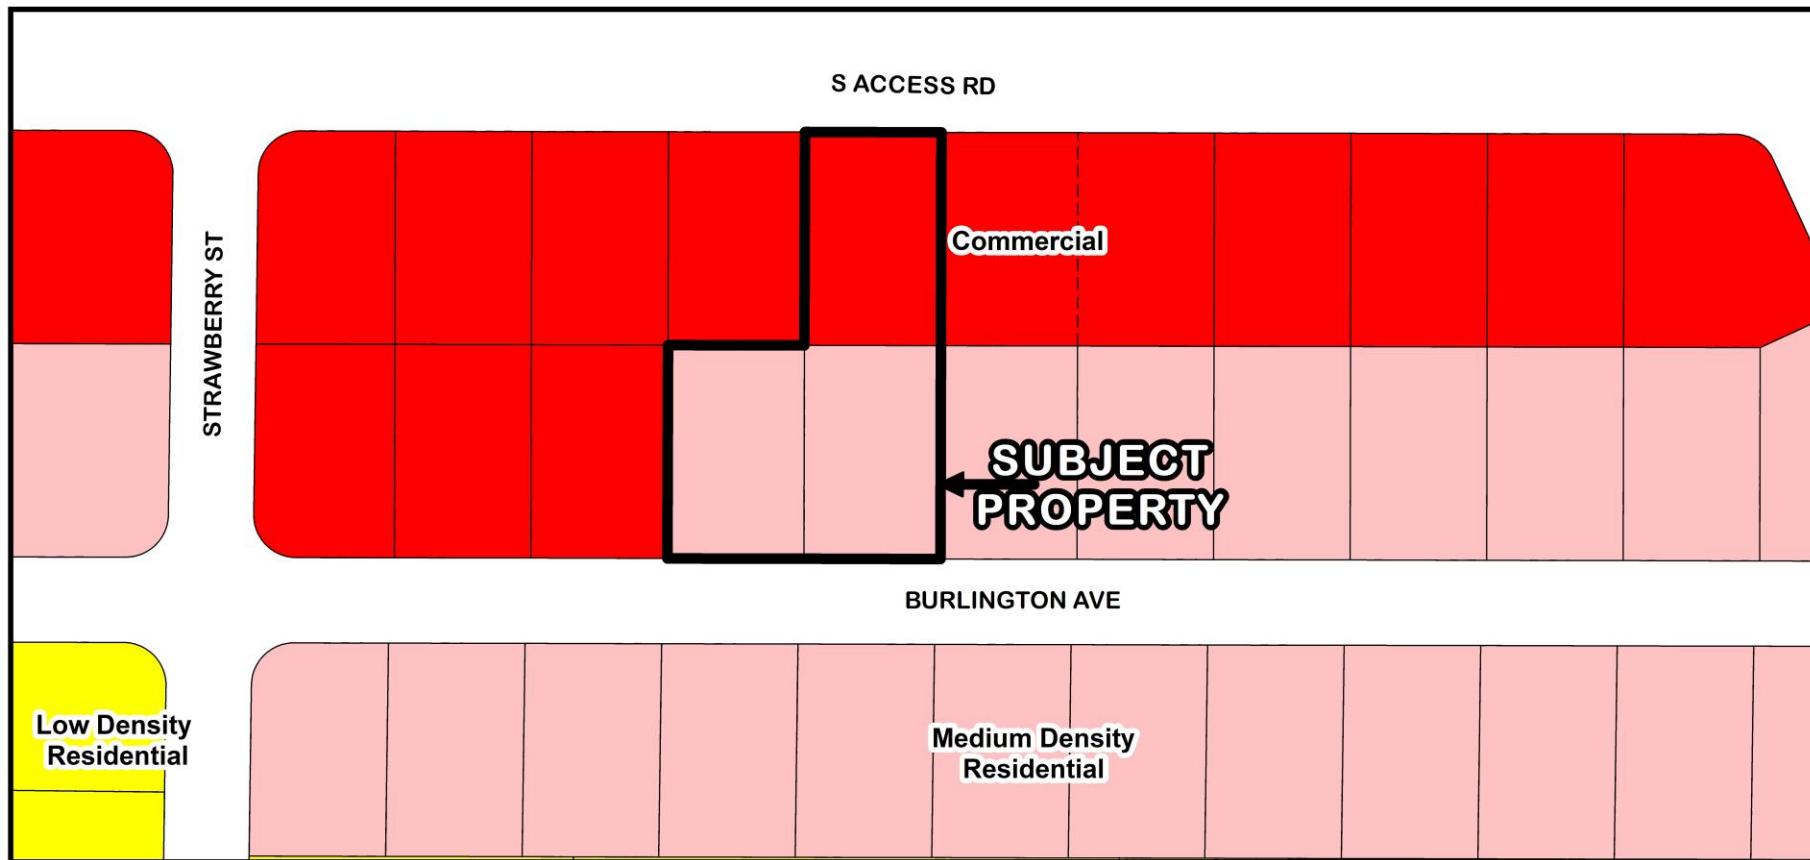 S ACCESS RD
Commercial
STRAWBERRY ST
SUBJECT
PROPERTY
BURLINGTON AVE
Low Density
Residential
Medium Density
Residential